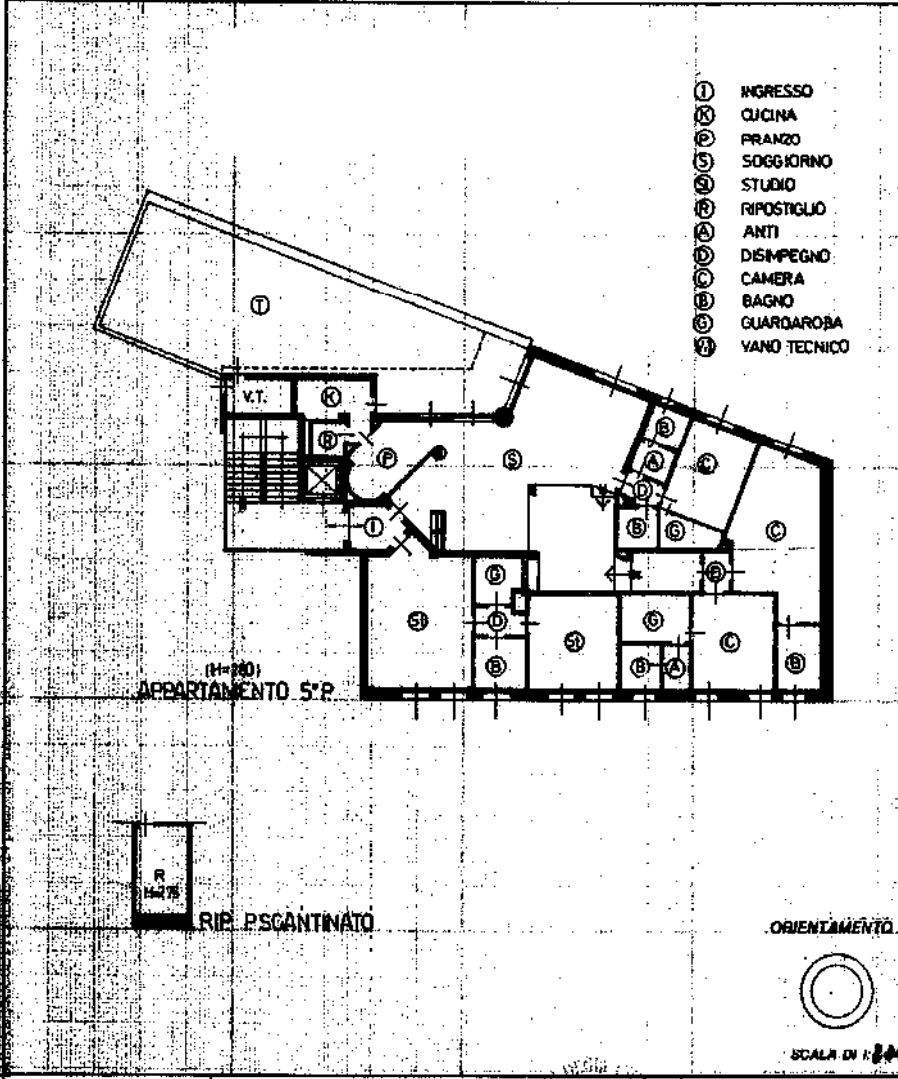 I INGRESSO
K CUCINA
P PRANZO
S SOGGIORNO
St STUDIO
R RIPOSTIGLIO
A ANTI
D DISIMPEGNO
C CAMERA
B BAGNO
G GUARDAROBA
V.T. VANO TECNICO
T
V.T.
K
R
P
S
I
B
A
C
D
B
G
C
D
G
St
D
B
St
G
C
B
A
B
APPARTAMENTO 5°P.
R
RIP. P.SCANTINATO
ORIENTAMENTO
SCALA DI 1: